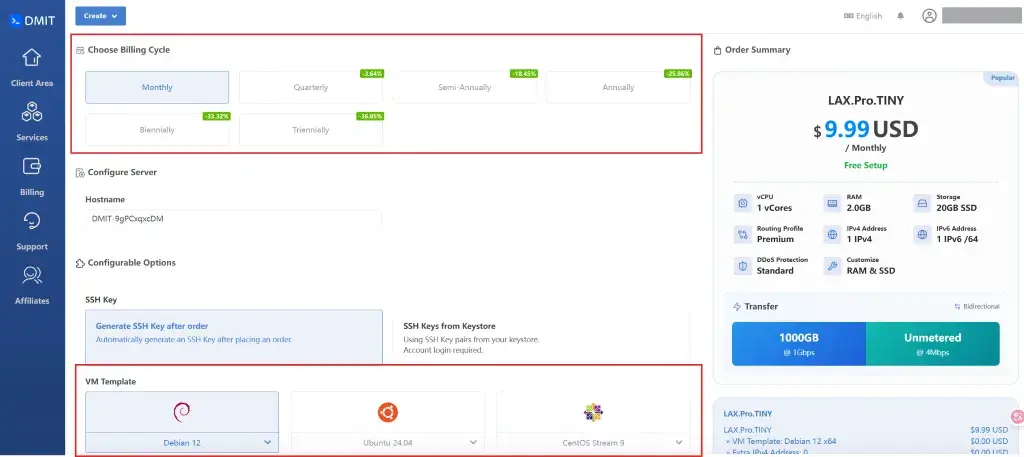 DMIT
Create
English
Client Area
Services
Billing
Support
Affiliates
Choose Billing Cycle
Monthly
Quarterly
-3.64%
Semi-Annually
-18.45%
Annually
-25.86%
Biennially
-33.32%
Triennially
-36.05%
Configure Server
Hostname
DMIT-9gPCxqxcDM
Configurable Options
SSH Key
Generate SSH Key after order
Automatically generate an SSH Key after placing an order.
SSH Keys from Keystore
Using SSH Key pairs from your keystore.
Account login required.
VM Template
Debian 12
Ubuntu 24.04
CentOS Stream 9
Order Summary
Popular
LAX.Pro.TINY
$ 9.99 USD
/ Monthly
Free Setup
vCPU
1 vCores
RAM
2.0GB
Storage
20GB SSD
Routing Profile
Premium
IPv4 Address
1 IPv4
IPv6 Address
1 IPv6 /64
DDoS Protection
Standard
Customize
RAM & SSD
Transfer
Bidirectional
1000GB
@ 1Gbps
Unmetered
@ 4Mbps
LAX.Pro.TINY
LAX.Pro.TINY $9.99 USD
» VM Template: Debian 12 x64 $0.00 USD
» Extra IPv4 Address: 0 $0.00 USD